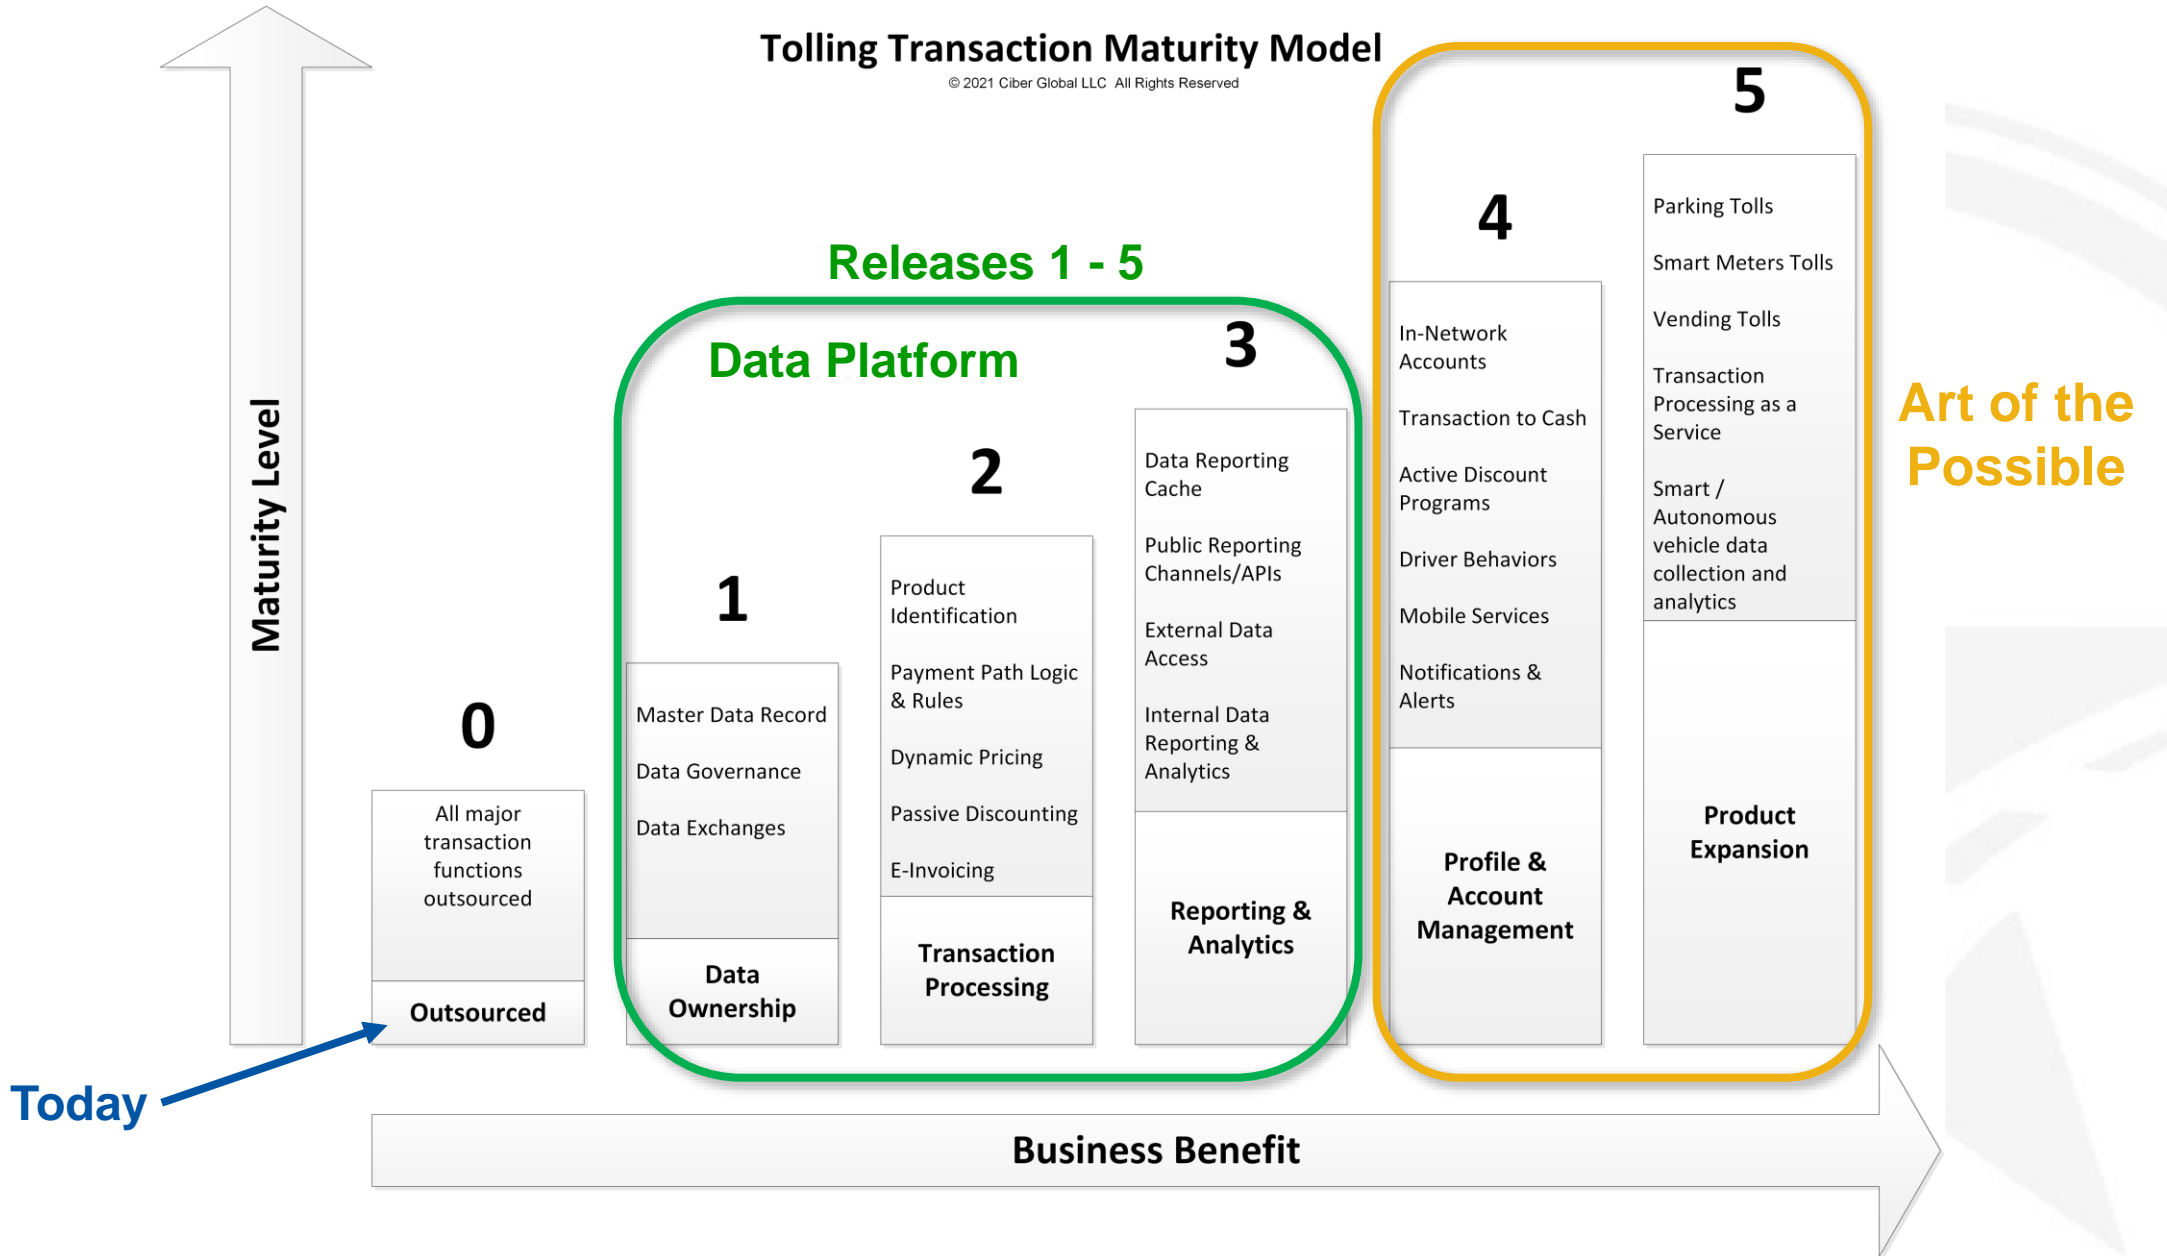 Tolling Transaction Maturity Model
© 2021 Ciber Global LLC  All Rights Reserved
Maturity Level
Releases 1 - 5
Data Platform
Art of the
Possible
Today
0
All major
transaction
functions
outsourced
Outsourced
1
Master Data Record
Data Governance
Data Exchanges
Data
Ownership
2
Product
Identification
Payment Path Logic
& Rules
Dynamic Pricing
Passive Discounting
E-Invoicing
Transaction
Processing
3
Data Reporting
Cache
Public Reporting
Channels/APIs
External Data
Access
Internal Data
Reporting &
Analytics
Reporting &
Analytics
4
In-Network
Accounts
Transaction to Cash
Active Discount
Programs
Driver Behaviors
Mobile Services
Notifications &
Alerts
Profile &
Account
Management
5
Parking Tolls
Smart Meters Tolls
Vending Tolls
Transaction
Processing as a
Service
Smart /
Autonomous
vehicle data
collection and
analytics
Product
Expansion
Business Benefit